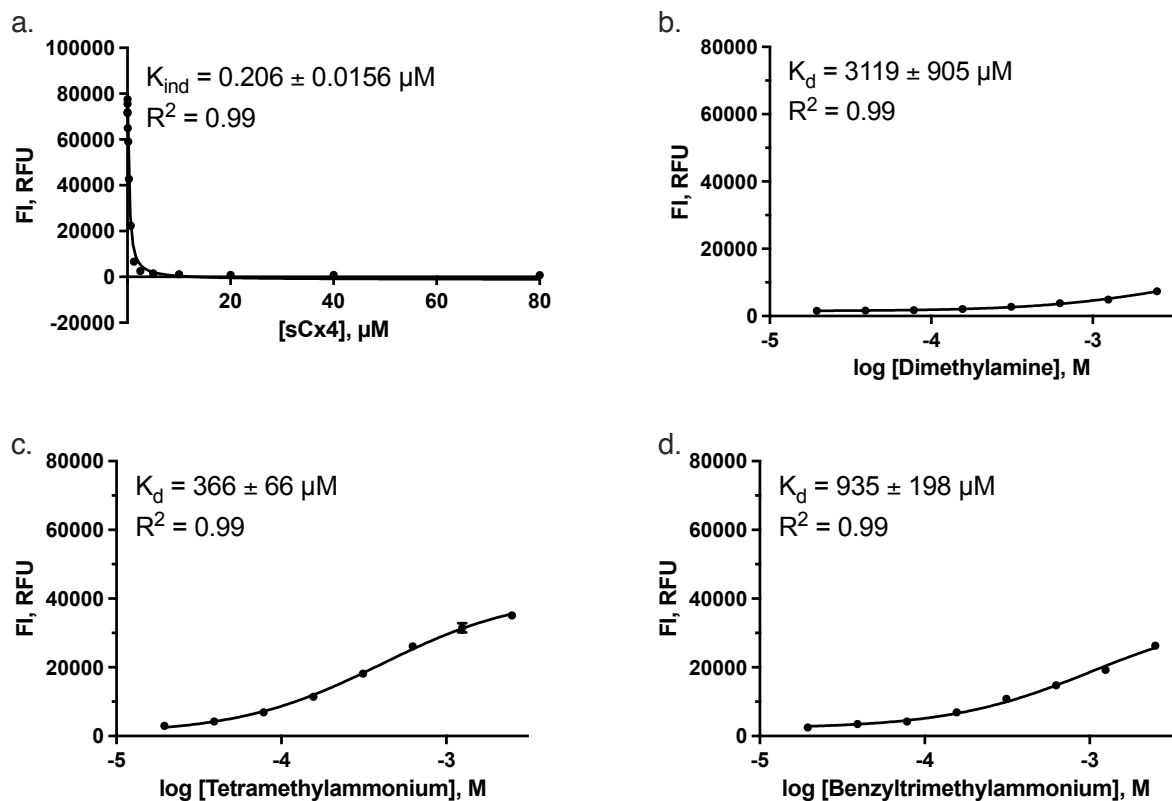 a.
100000
80000
60000
40000
20000
0
-20000
FI, RFU
K_ind = 0.206 ± 0.0156 µM
R² = 0.99
20
40
60
80
[sCx4], µM
b.
80000
60000
40000
20000
0
FI, RFU
K_d = 3119 ± 905 µM
R² = 0.99
-5
-4
-3
log [Dimethylamine], M
c.
80000
60000
40000
20000
0
FI, RFU
K_d = 366 ± 66 µM
R² = 0.99
-5
-4
-3
log [Tetramethylammonium], M
d.
80000
60000
40000
20000
0
FI, RFU
K_d = 935 ± 198 µM
R² = 0.99
-5
-4
-3
log [Benzyltrimethylammonium], M